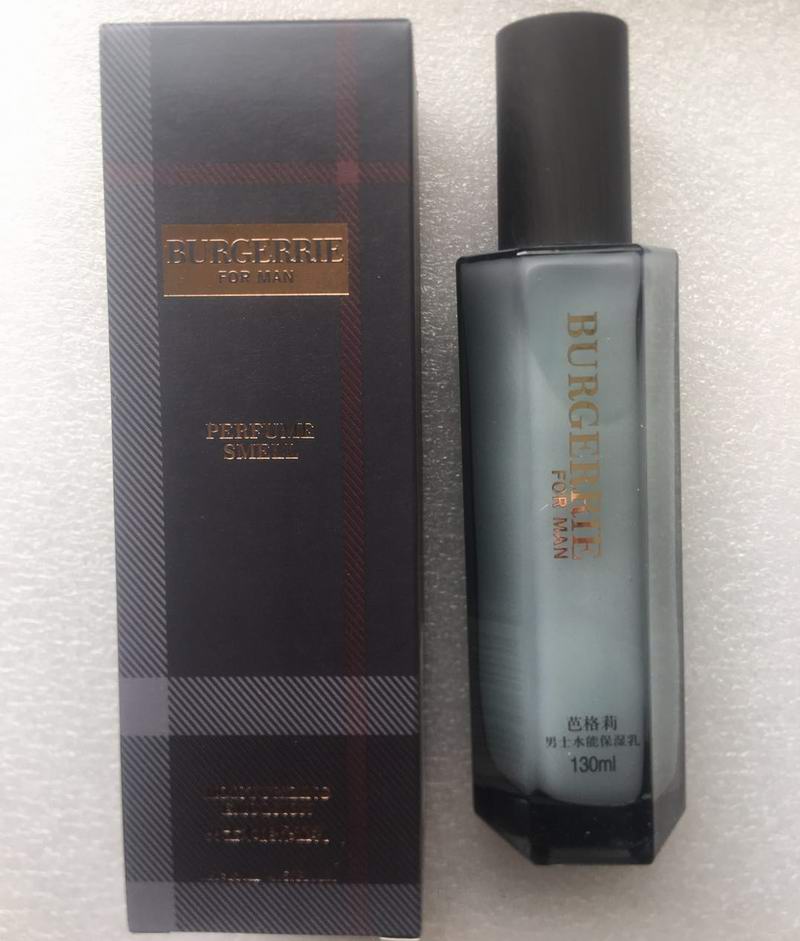 BURGERRIE
FOR MAN
PERFUME
SMELL
BURGERRIE
FOR MAN
芭格莉
男士水能保湿乳
130ml